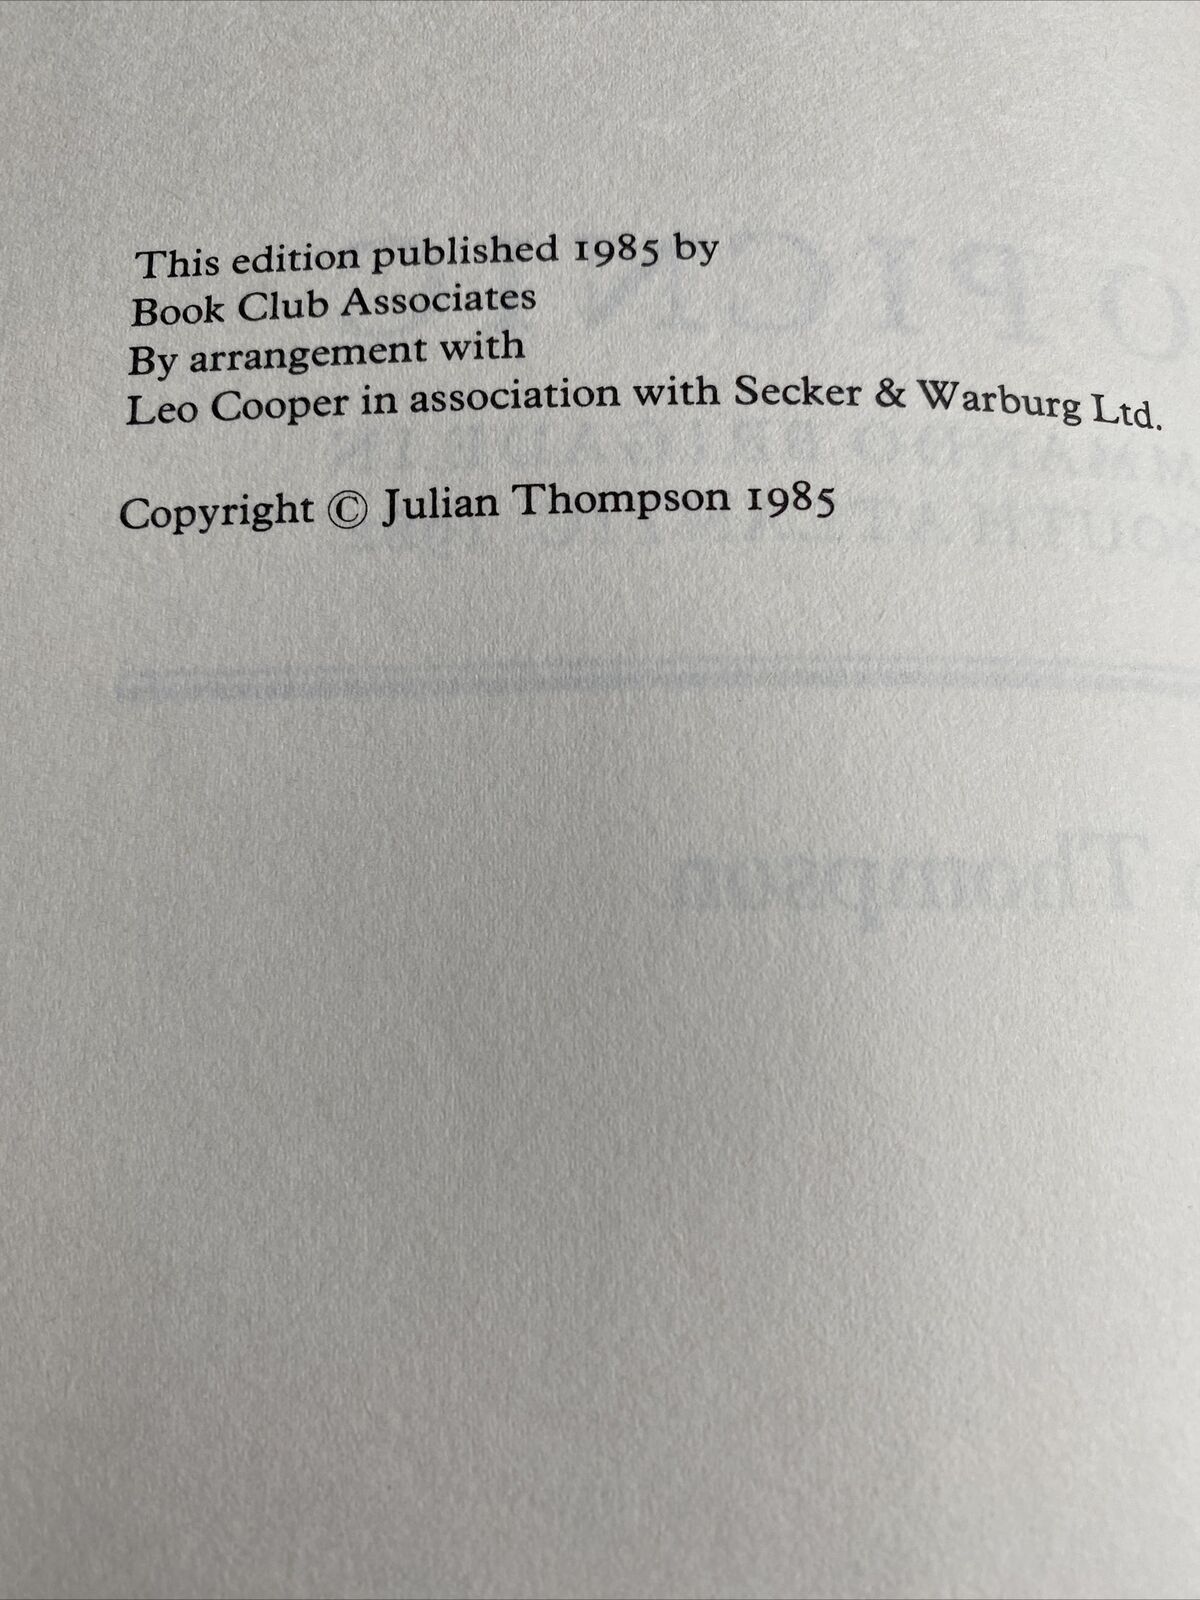 This edition published 1985 by
Book Club Associates
By arrangement with
Leo Cooper in association with Secker & Warburg Ltd.
Copyright © Julian Thompson 1985
Thompson